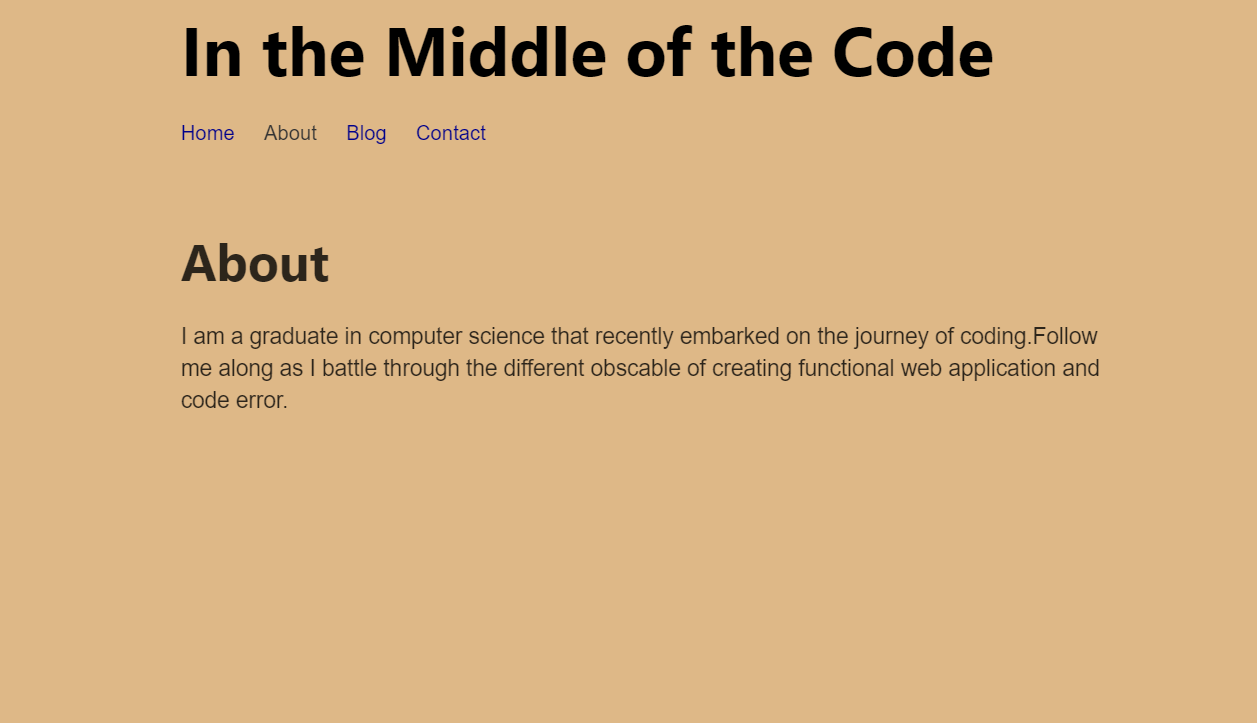 In the Middle of the Code
Home About Blog Contact
About
I am a graduate in computer science that recently embarked on the journey of coding.Follow
me along as I battle through the different obscable of creating functional web application and
code error.